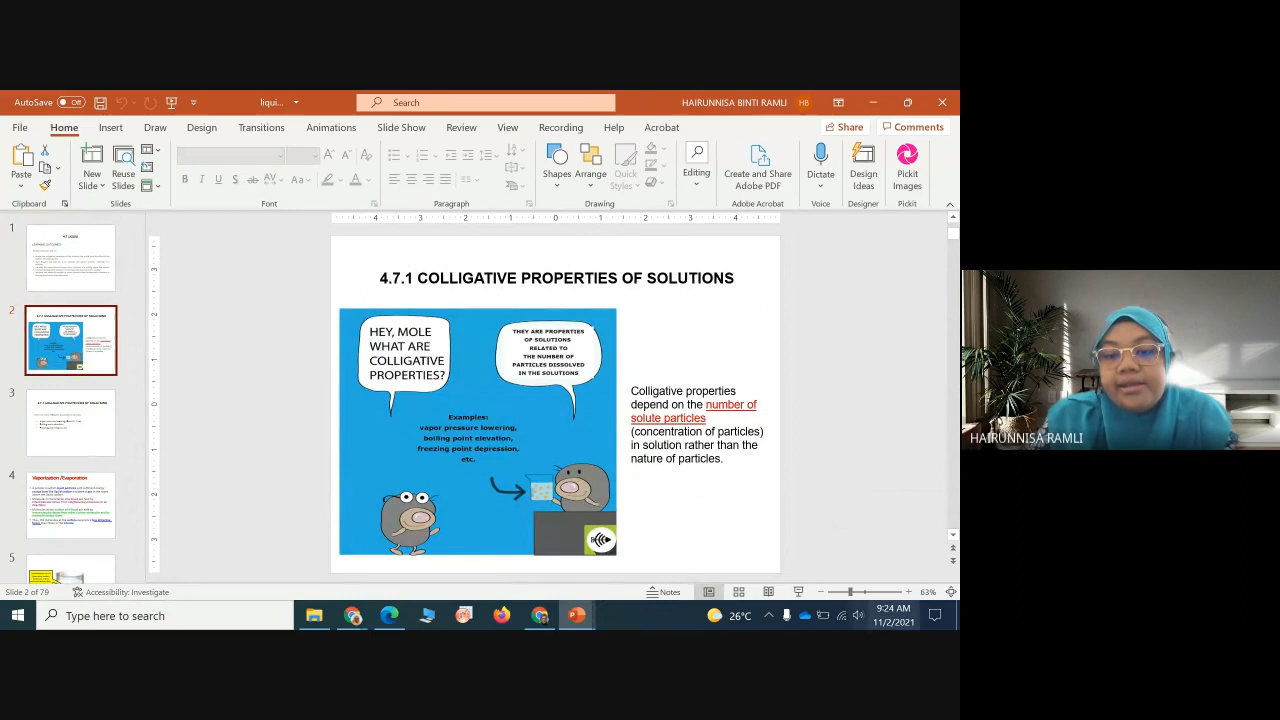 AutoSave Off liqui... Search HAIRUNNISA BINTI RAMLI HB
File Home Insert Draw Design Transitions Animations Slide Show Review View Recording Help Acrobat Share Comments
Paste New Slide Reuse Slides Shapes Arrange Quick Styles Editing Create and Share Adobe PDF Dictate Design Ideas Pickit Images
Clipboard Slides Font Paragraph Drawing Adobe Acrobat Voice Designer Pickit
1
2
3
4
Vaporization /Evaporation
5
4.7.1 COLLIGATIVE PROPERTIES OF SOLUTIONS
HEY, MOLE
WHAT ARE
COLLIGATIVE
PROPERTIES?
THEY ARE PROPERTIES
OF SOLUTIONS
RELATED TO
THE NUMBER OF
PARTICLES DISSOLVED
IN THE SOLUTIONS
Examples:
vapor pressure lowering,
boiling point elevation,
freezing point depression,
etc.
Colligative properties
depend on the number of
solute particles
(concentration of particles)
in solution rather than the
nature of particles.
HAIRUNNISA RAMLI
Slide 2 of 79 Accessibility: Investigate Notes 63%
Type here to search 26°C 9:24 AM
11/2/2021